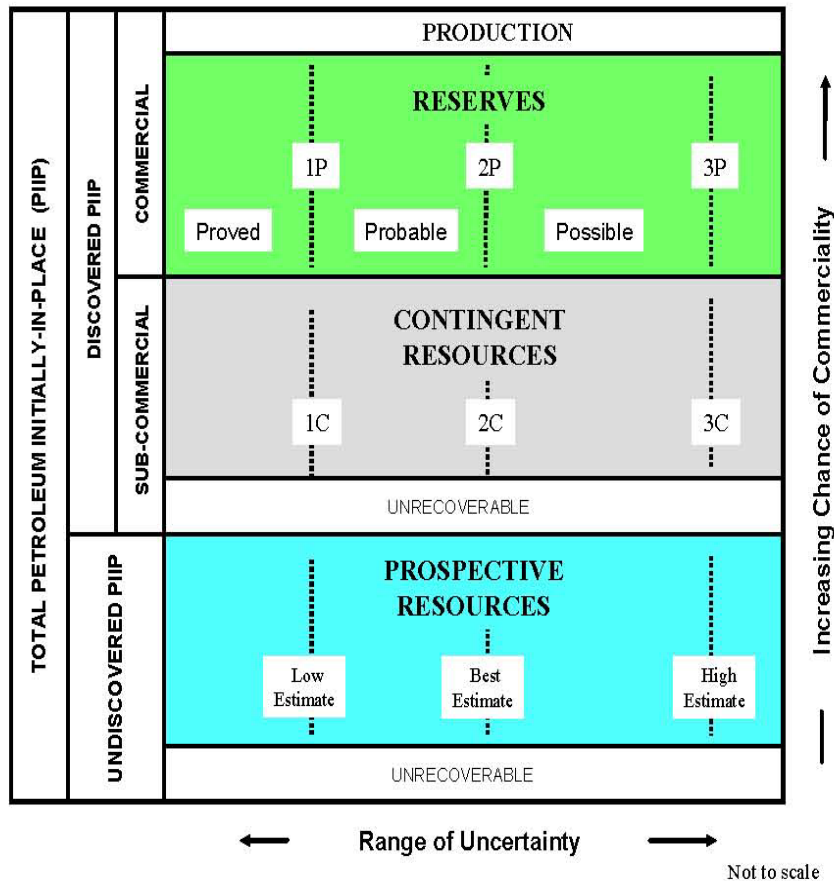 TOTAL PETROLEUM INITIALLY-IN-PLACE (PIIP)
DISCOVERED PIIP
UNDISCOVERED PIIP
COMMERCIAL
SUB-COMMERCIAL
PRODUCTION
RESERVES
1P
2P
3P
Proved
Probable
Possible
CONTINGENT
RESOURCES
1C
2C
3C
UNRECOVERABLE
PROSPECTIVE
RESOURCES
Low
Estimate
Best
Estimate
High
Estimate
UNRECOVERABLE
Increasing Chance of Commerciality
Range of Uncertainty
Not to scale